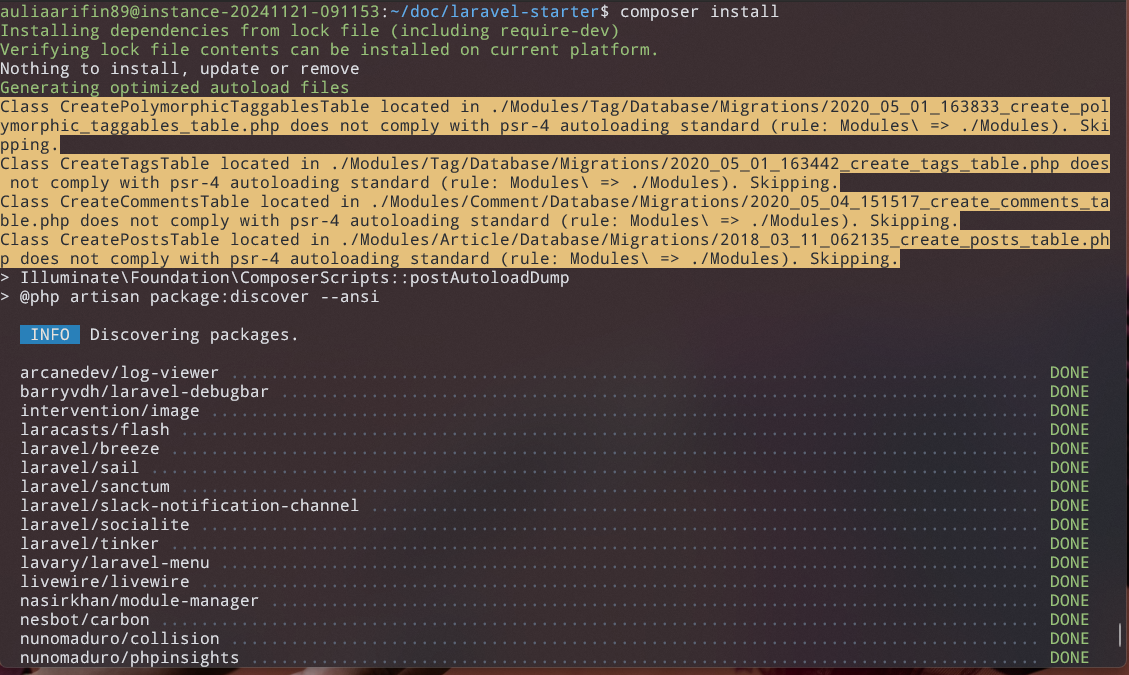 auliaarifin89@instance-20241121-091153:~/doc/laravel-starter$ composer install
Installing dependencies from lock file (including require-dev)
Verifying lock file contents can be installed on current platform.
Nothing to install, update or remove
Generating optimized autoload files
Class CreatePolymorphicTaggablesTable located in ./Modules/Tag/Database/Migrations/2020_05_01_163833_create_pol
ymorphic_taggables_table.php does not comply with psr-4 autoloading standard (rule: Modules\ => ./Modules). Ski
pping.
Class CreateTagsTable located in ./Modules/Tag/Database/Migrations/2020_05_01_163442_create_tags_table.php does
 not comply with psr-4 autoloading standard (rule: Modules\ => ./Modules). Skipping.
Class CreateCommentsTable located in ./Modules/Comment/Database/Migrations/2020_05_04_151517_create_comments_ta
ble.php does not comply with psr-4 autoloading standard (rule: Modules\ => ./Modules). Skipping.
Class CreatePostsTable located in ./Modules/Article/Database/Migrations/2018_03_11_062135_create_posts_table.ph
p does not comply with psr-4 autoloading standard (rule: Modules\ => ./Modules). Skipping.
> Illuminate\Foundation\ComposerScripts::postAutoloadDump
> @php artisan package:discover --ansi
INFO Discovering packages.
arcanedev/log-viewer ........ DONE
barryvdh/laravel-debugbar ........ DONE
intervention/image ........ DONE
laracasts/flash ........ DONE
laravel/breeze ........ DONE
laravel/sail ........ DONE
laravel/sanctum ........ DONE
laravel/slack-notification-channel ........ DONE
laravel/socialite ........ DONE
laravel/tinker ........ DONE
lavary/laravel-menu ........ DONE
livewire/livewire ........ DONE
nasirkhan/module-manager ........ DONE
nesbot/carbon ........ DONE
nunomaduro/collision ........ DONE
nunomaduro/phpinsights ........ DONE